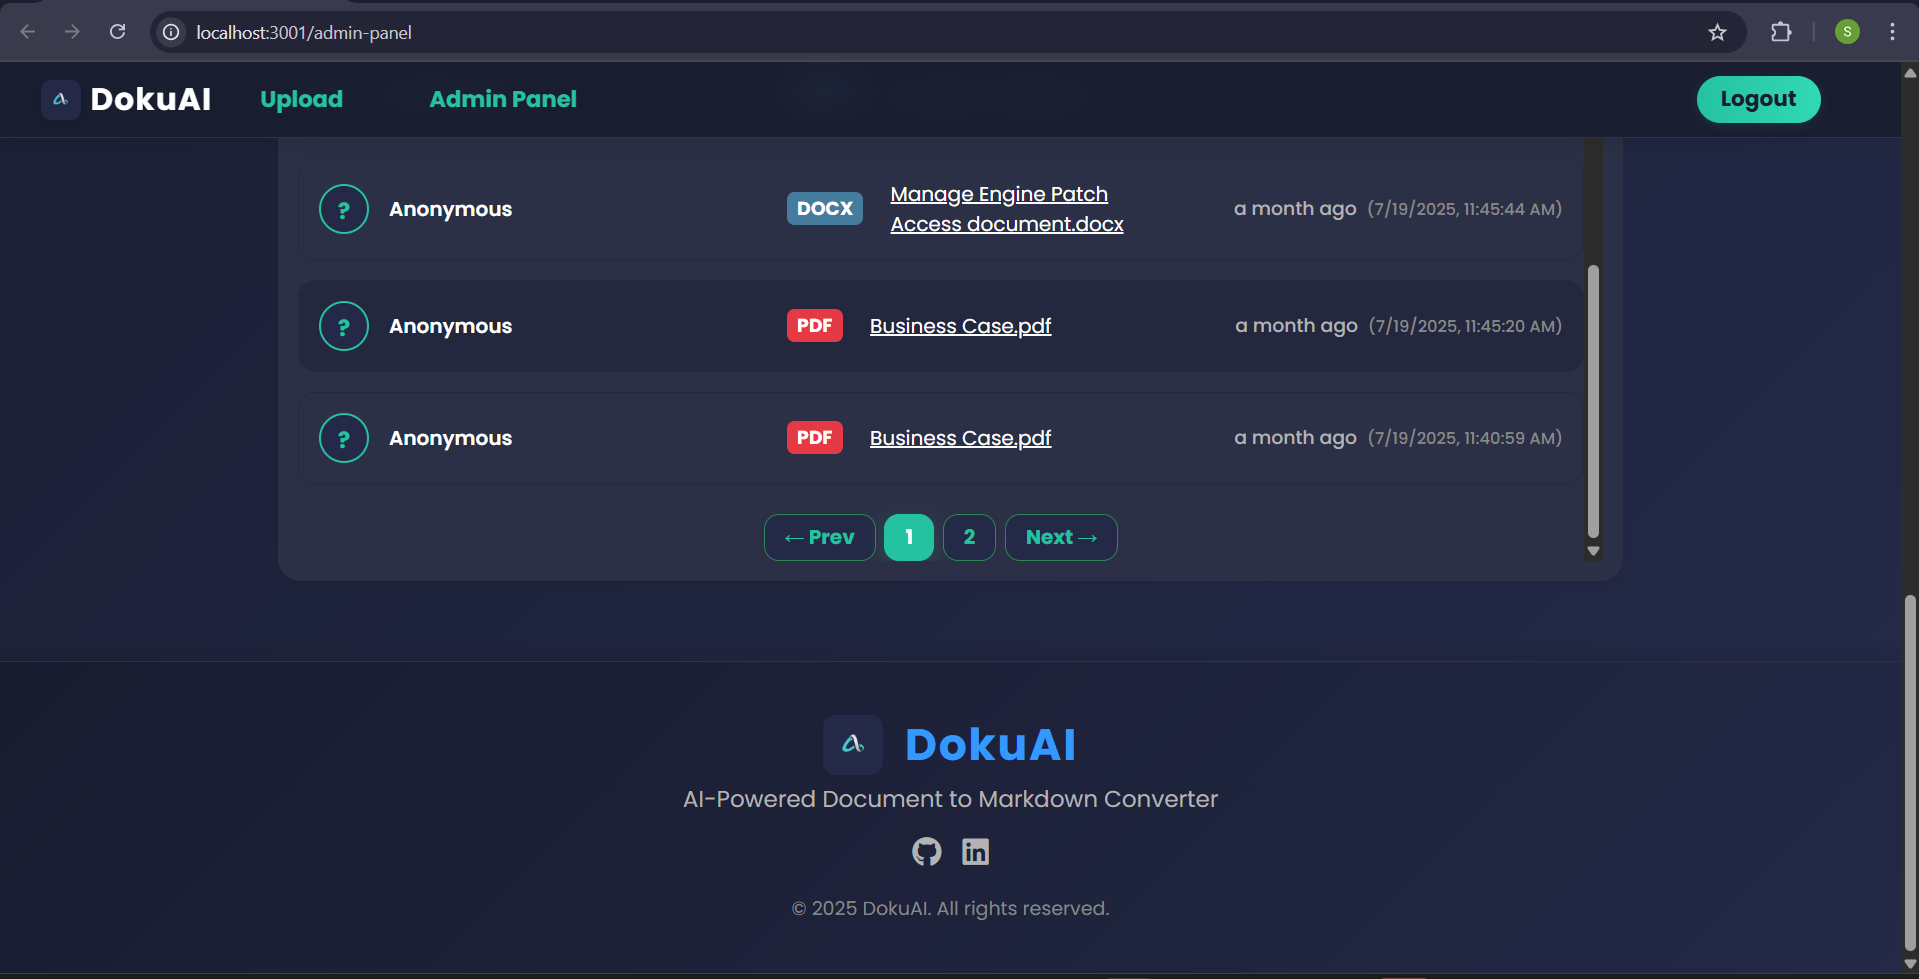 localhost:3001/admin-panel
S
DokuAI
Upload
Admin Panel
Logout
? Anonymous DOCX Manage Engine Patch
Access document.docx a month ago (7/19/2025, 11:45:44 AM)
? Anonymous PDF Business Case.pdf a month ago (7/19/2025, 11:45:20 AM)
? Anonymous PDF Business Case.pdf a month ago (7/19/2025, 11:40:59 AM)
← Prev 1 2 Next →
DokuAI
AI-Powered Document to Markdown Converter
in
© 2025 DokuAI. All rights reserved.